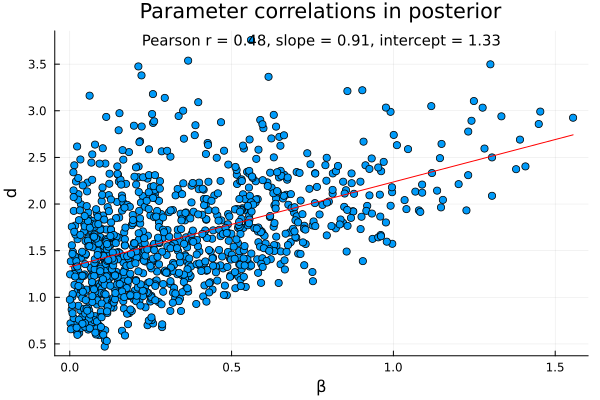 Parameter correlations in posterior
Pearson r = 0.48, slope = 0.91, intercept = 1.33
3.5
3.0
2.5
2.0
1.5
1.0
0.5
d
0.0 0.5 1.0 1.5
β